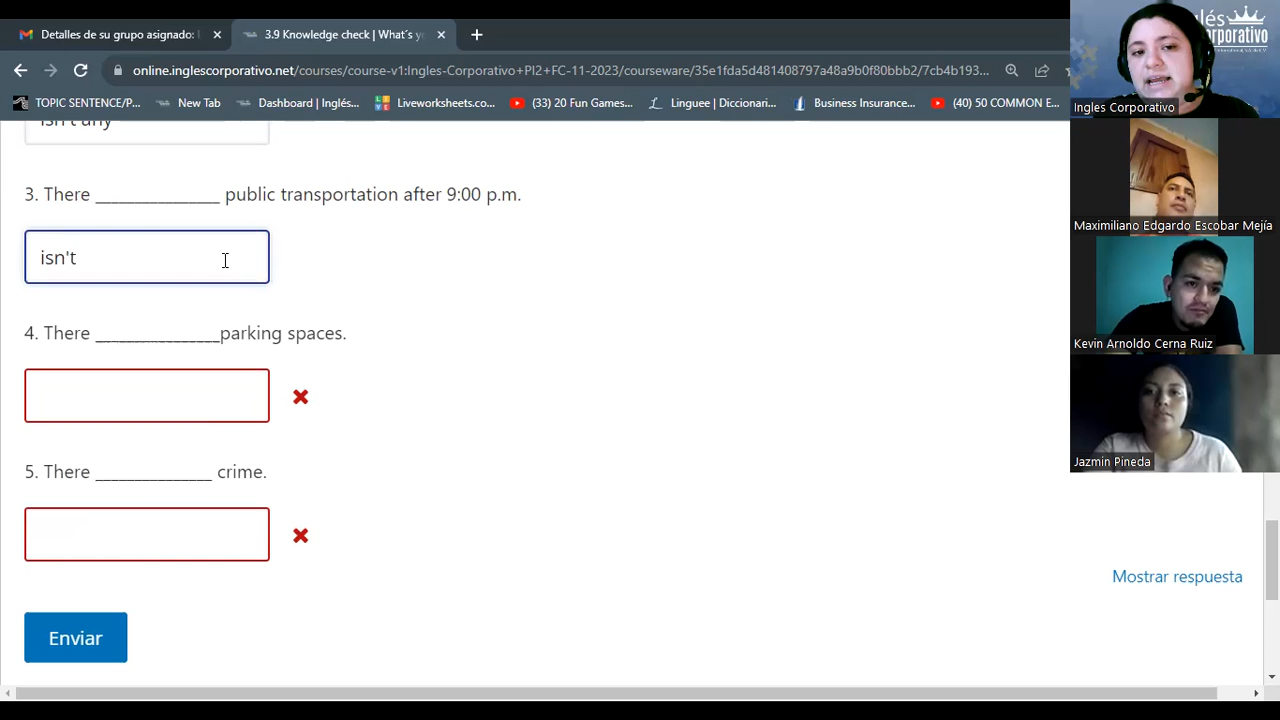 Detalles de su grupo asignado:
3.9 Knowledge check | What´s y
online.inglescorporativo.net/courses/course-v1:Ingles-Corporativo+PI2+FC-11-2023/courseware/35e1fda5d481408797a48a9b0f80bbb2/7cb4b193...
TOPIC SENTENCE/P... New Tab Dashboard | Inglés... Liveworksheets.co... (33) 20 Fun Games... Linguee | Diccionari... Business Insurance... (40) 50 COMMON E...
isn't any
3. There ______________ public transportation after 9:00 p.m.
isn't
4. There ______________parking spaces.
5. There _____________ crime.
Mostrar respuesta
Enviar
Ingles Corporativo
Maximiliano Edgardo Escobar Mejía
Kevin Arnoldo Cerna Ruiz
Jazmin Pineda